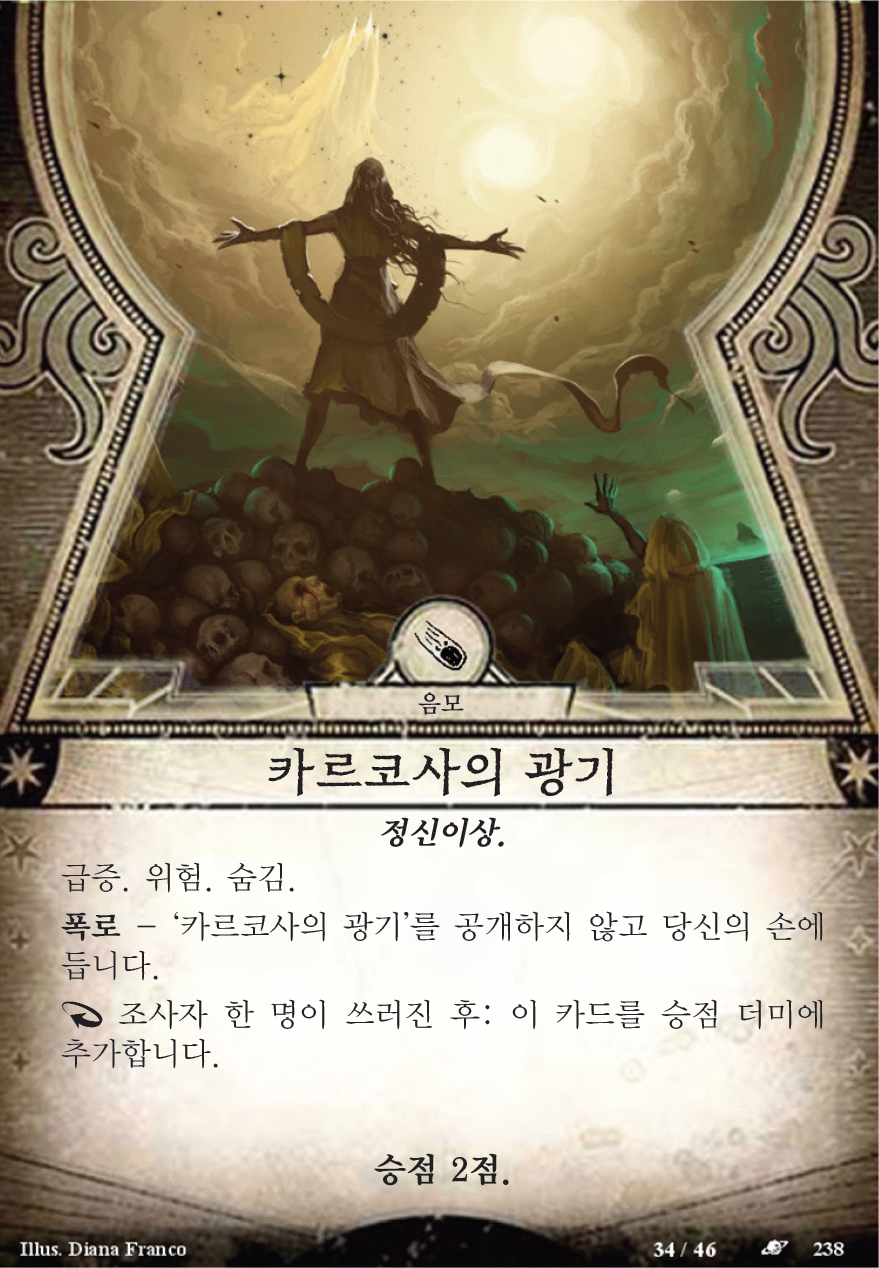 음모
카르코사의 광기
정신이상.
급증. 위험. 숨김.
폭로 – ‘카르코사의 광기’를 공개하지 않고 당신의 손에
듭니다.
조사자 한 명이 쓰러진 후: 이 카드를 승점 더미에
추가합니다.
승점 2점.
Illus. Diana Franco
34 / 46
238